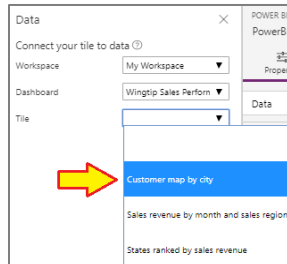 Data
Connect your tile to data
Workspace My Workspace
Dashboard Wingtip Sales Perforn
Tile
Customer map by city
Sales revenue by month and sales region
States ranked by sales revenue
POWER B
PowerB
Proper
Data